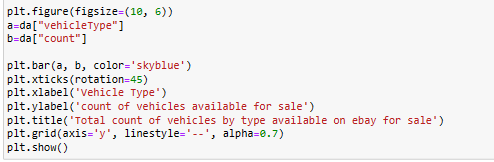 plt.figure(figsize=(10, 6))
a=da["vehicleType"]
b=da["count"]
plt.bar(a, b, color='skyblue')
plt.xticks(rotation=45)
plt.xlabel('Vehicle Type')
plt.ylabel('count of vehicles available for sale')
plt.title('Total count of vehicles by type available on ebay for sale')
plt.grid(axis='y', linestyle='--', alpha=0.7)
plt.show()